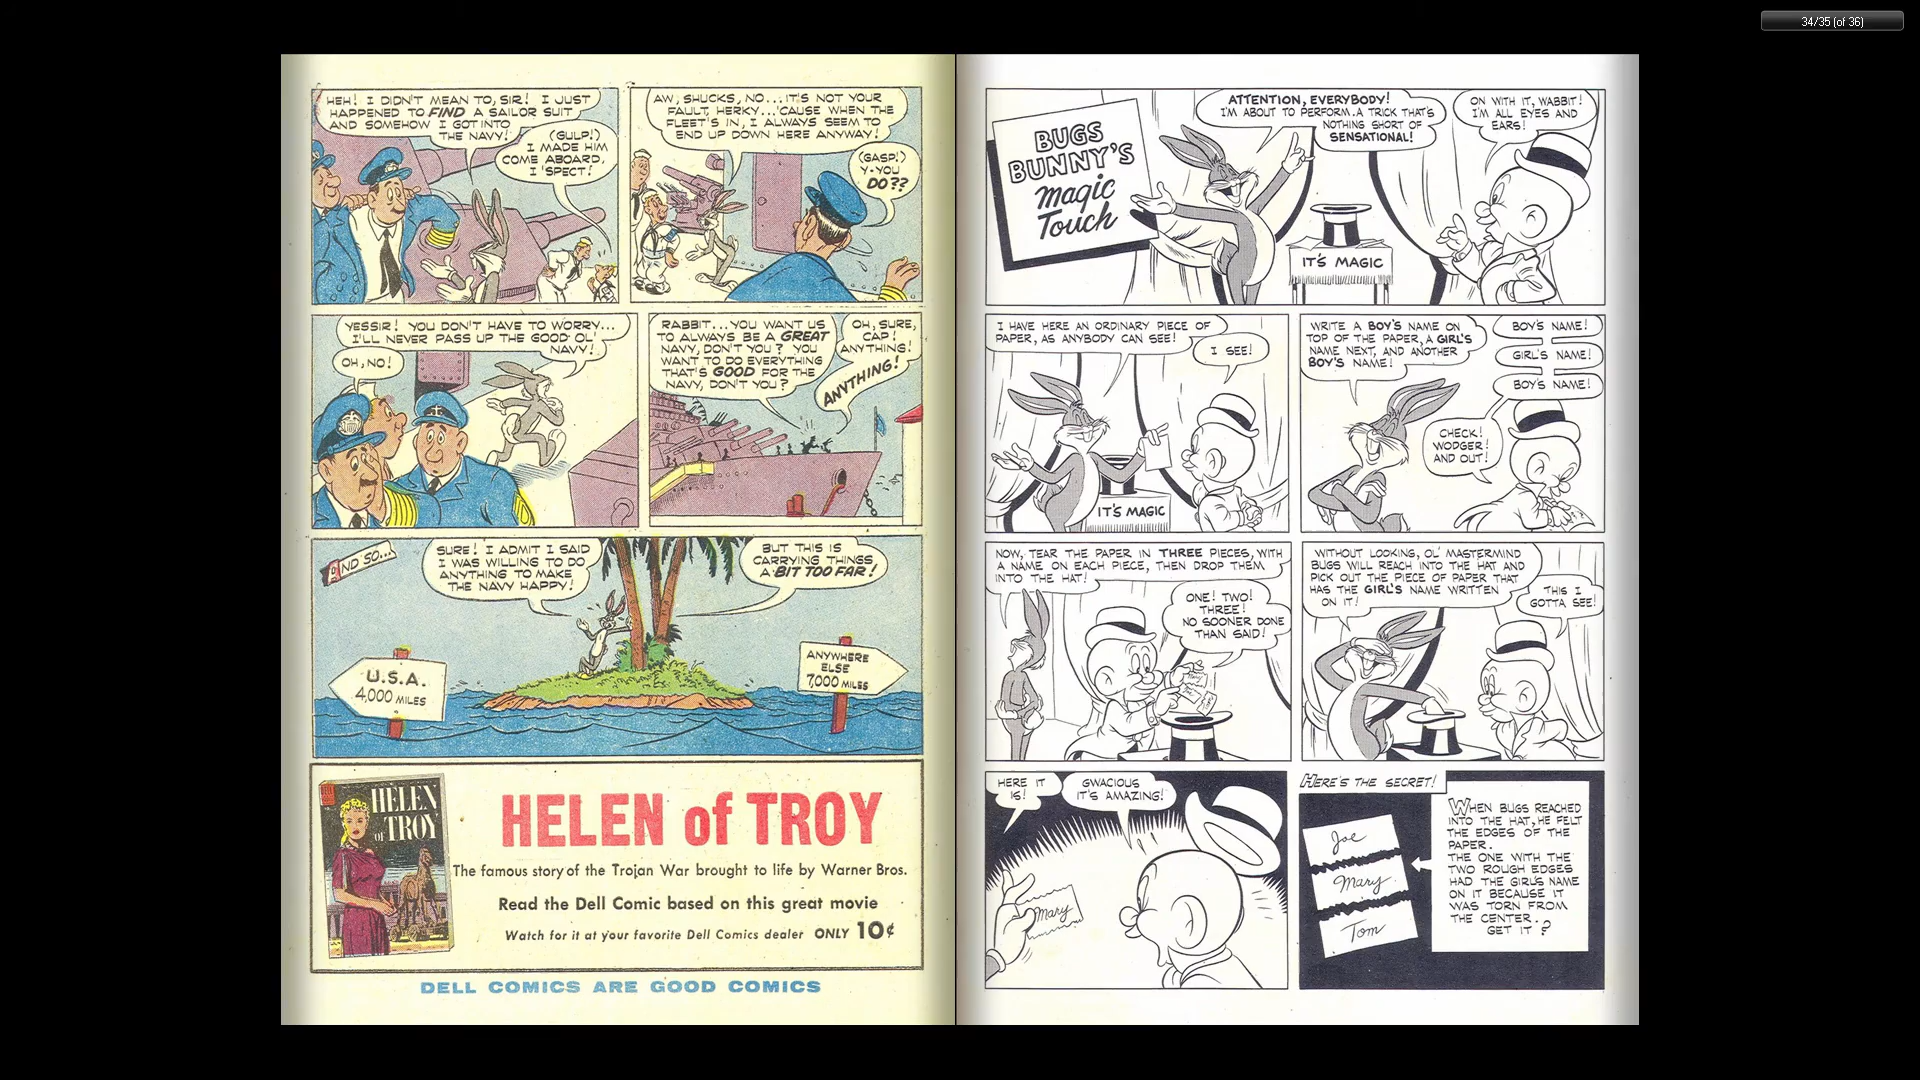 34/35 (of 36)
HEH! I DIDN'T MEAN TO, SIR! I JUST
HAPPENED TO FIND A SAILOR SUIT
AND SOMEHOW I GOT INTO
THE NAVY!
(GULP!)
I MADE HIM
COME ABOARD,
I 'SPECT!
AW, SHUCKS, NO... IT'S NOT YOUR
FAULT, HERKY...'CAUSE WHEN THE
FLEET'S IN, I ALWAYS SEEM TO
END UP DOWN HERE ANYWAY!
(GASP!)
Y-YOU
DO??
YESSIR! YOU DON'T HAVE TO WORRY...
I'LL NEVER PASS UP THE GOOD OL'
NAVY!
OH, NO!
RABBIT... YOU WANT US
TO ALWAYS BE A GREAT
NAVY, DON'T YOU? YOU
WANT TO DO EVERYTHING
THAT'S GOOD FOR THE
NAVY, DON'T YOU?
OH, SURE,
CAP!
ANYTHING!
ANYTHING!
AND SO...
SURE! I ADMIT I SAID
I WAS WILLING TO DO
ANYTHING TO MAKE
THE NAVY HAPPY!
BUT THIS IS
CARRYING THINGS
A BIT TOO FAR!
U.S.A.
4,000 MILES
ANYWHERE
ELSE
7,000 MILES
HELEN
OF TROY
HELEN of TROY
The famous story of the Trojan War brought to life by Warner Bros.
Read the Dell Comic based on this great movie
Watch for it at your favorite Dell Comics dealer ONLY 10¢
DELL COMICS ARE GOOD COMICS
BUGS
BUNNY'S
Magic
Touch
ATTENTION, EVERYBODY!
I'M ABOUT TO PERFORM A TRICK THAT'S
NOTHING SHORT OF
SENSATIONAL!
ON WITH IT, WABBIT!
I'M ALL EYES AND
EARS!
IT'S MAGIC
I HAVE HERE AN ORDINARY PIECE OF
PAPER, AS ANYBODY CAN SEE!
I SEE!
IT'S MAGIC
WRITE A BOY'S NAME ON
TOP OF THE PAPER, A GIRL'S
NAME NEXT, AND ANOTHER
BOY'S NAME!
BOY'S NAME!
GIRL'S NAME!
BOY'S NAME!
CHECK!
WODGER!
AND OUT!
NOW, TEAR THE PAPER IN THREE PIECES, WITH
A NAME ON EACH PIECE, THEN DROP THEM
INTO THE HAT!
ONE! TWO!
THREE!
NO SOONER DONE
THAN SAID!
WITHOUT LOOKING, OL' MASTERMIND
BUGS WILL REACH INTO THE HAT AND
PICK OUT THE PIECE OF PAPER THAT
HAS THE GIRL'S NAME WRITTEN
ON IT!
THIS I
GOTTA SEE!
HERE IT
IS!
GWACIOUS
IT'S AMAZING!
Mary
HERE'S THE SECRET!
Joe
Mary
Tom
WHEN BUGS REACHED
INTO THE HAT, HE FELT
THE EDGES OF THE
PAPER.
THE ONE WITH THE
TWO ROUGH EDGES
HAD THE GIRL'S NAME
ON IT BECAUSE IT
WAS TORN FROM
THE CENTER.
GET IT?